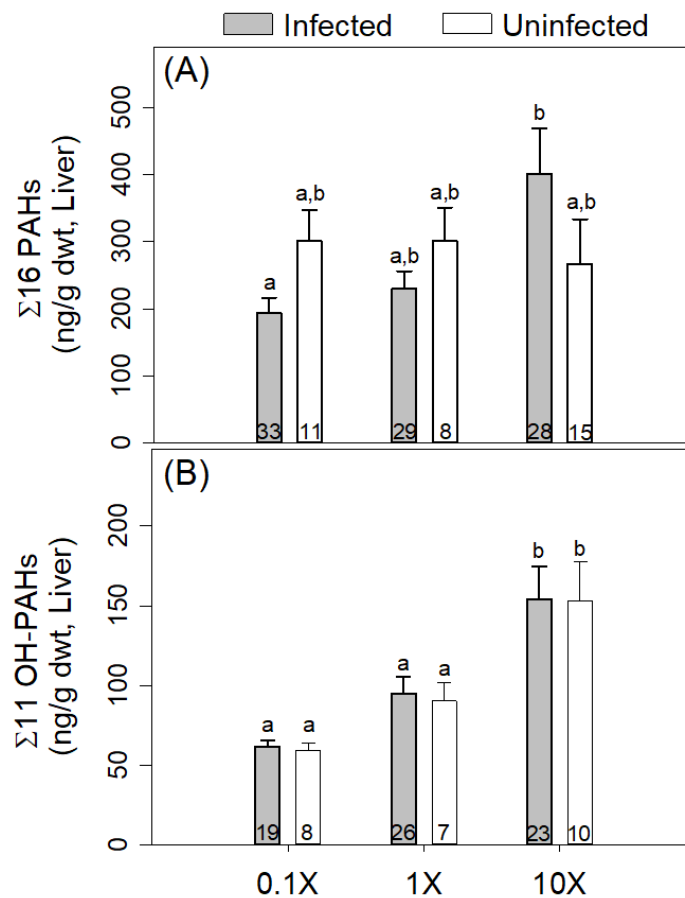 Infected Uninfected
(A)
Σ16 PAHs
(ng/g dwt, Liver)
500
400
300
200
100
0
a
a,b
a,b
a,b
b
a,b
33 11 29 8 28 15
(B)
Σ11 OH-PAHs
(ng/g dwt, Liver)
200
150
100
50
0
a a a a b b
19 8 26 7 23 10
0.1X 1X 10X